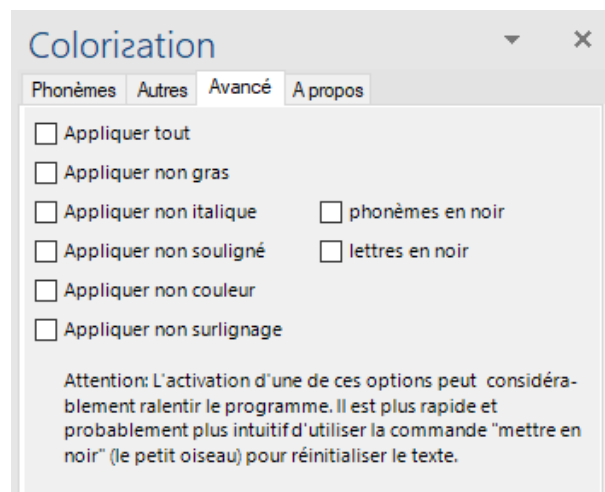 Colorization
Phonèmes Autres Avancé A propos
Appliquer tout
Appliquer non gras
Appliquer non italique phonèmes en noir
Appliquer non souligné lettres en noir
Appliquer non couleur
Appliquer non surlignage
Attention: L'activation d'une de ces options peut considéra-
blement ralentir le programme. Il est plus rapide et
probablement plus intuitif d'utiliser la commande "mettre en
noir" (le petit oiseau) pour réinitialiser le texte.